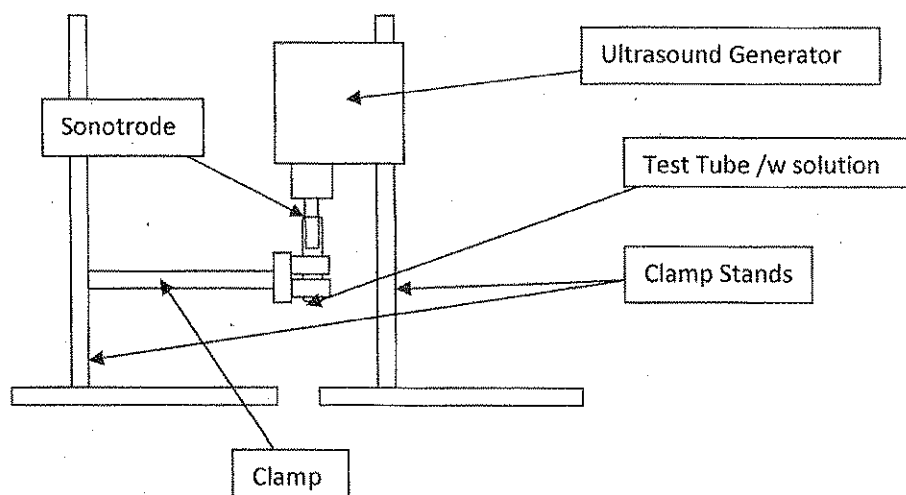 Ultrasound Generator
Sonotrode
Test Tube /w solution
Clamp Stands
Clamp